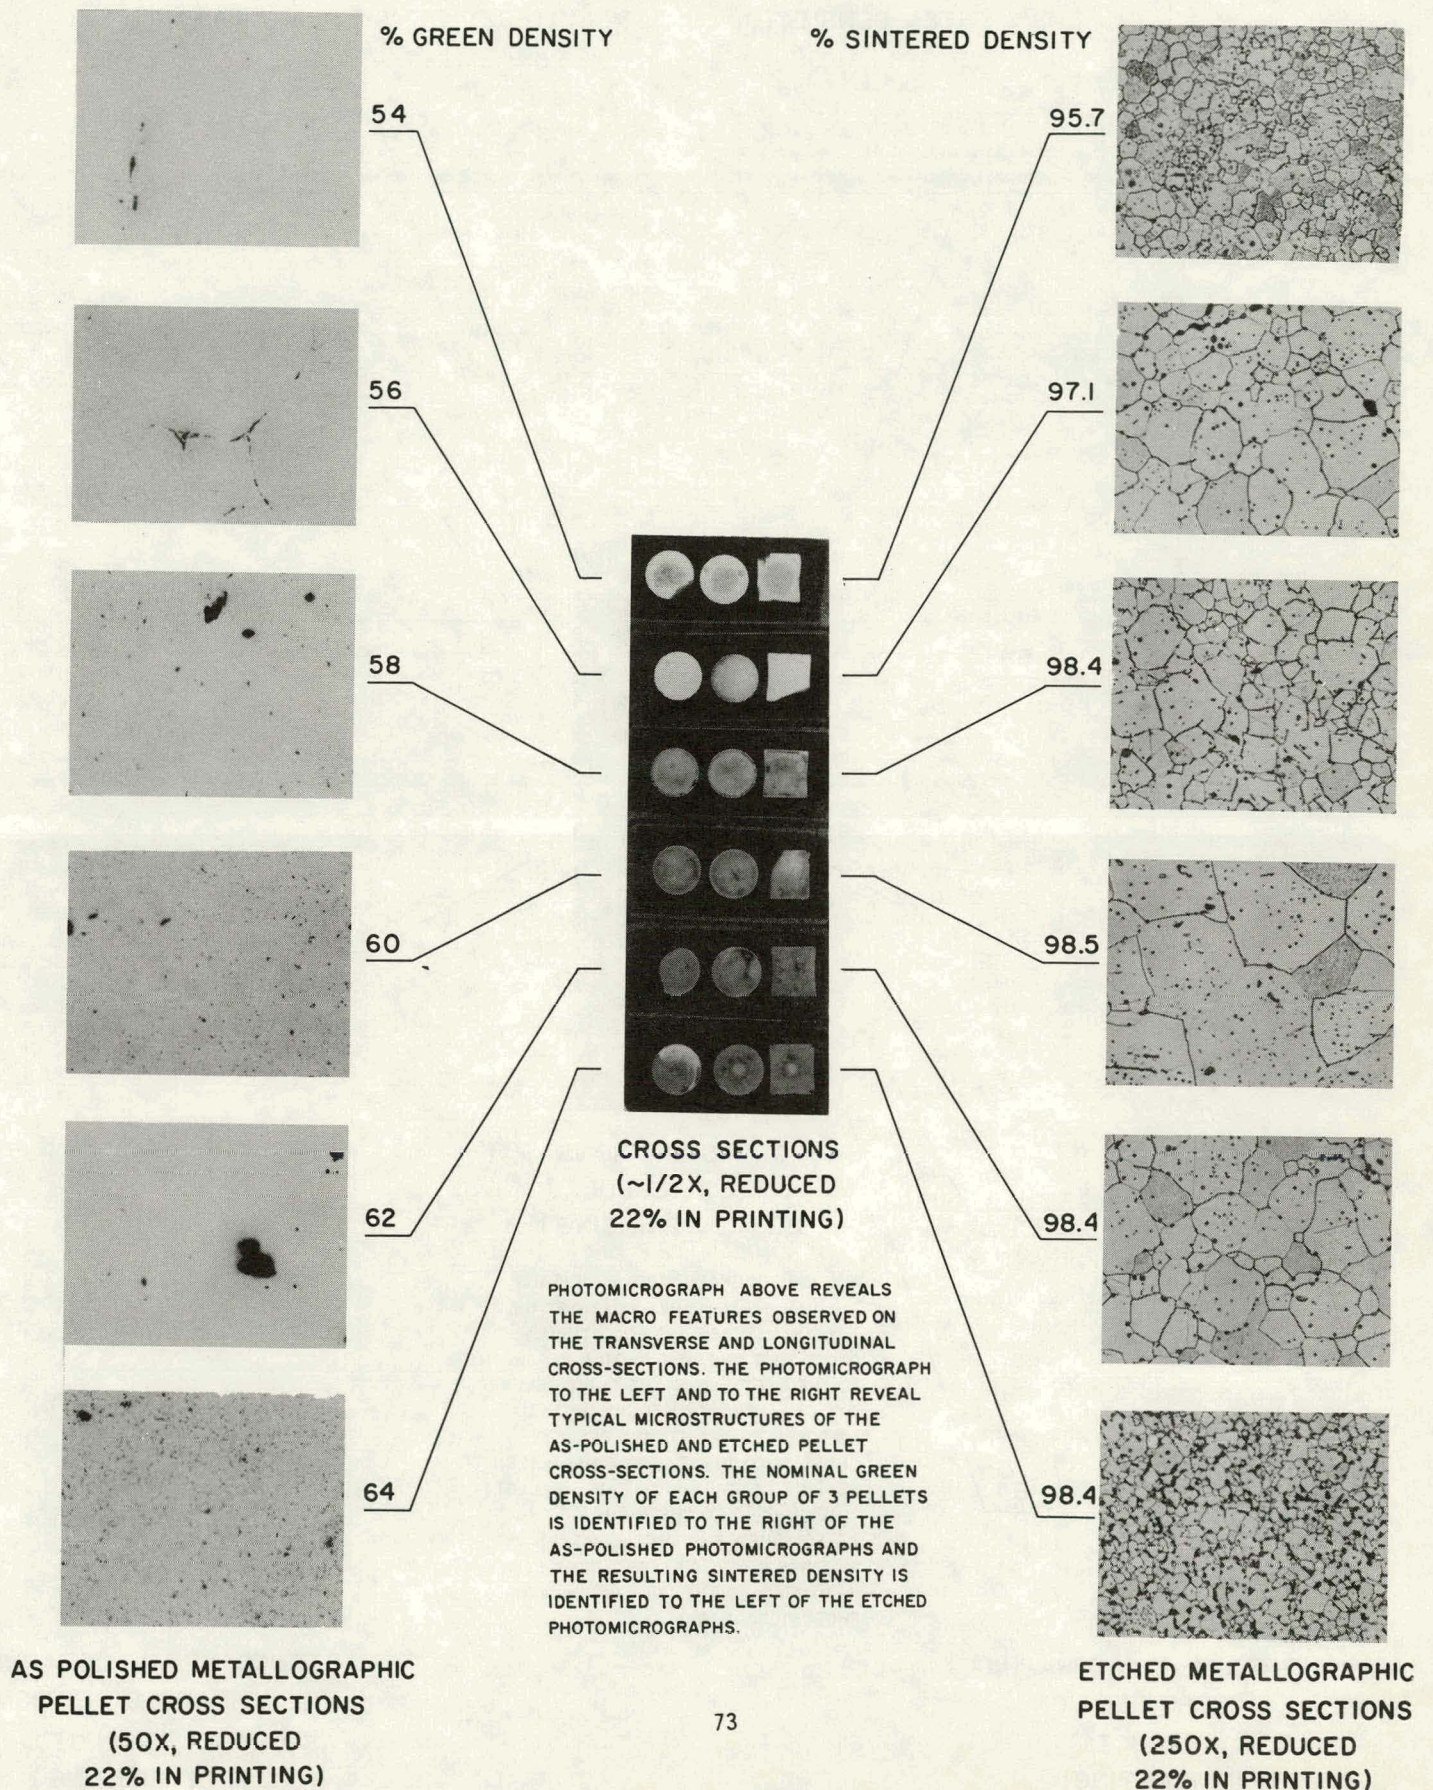 % GREEN DENSITY
% SINTERED DENSITY
54
95.7
56
97.1
58
98.4
60
98.5
62
98.4
64
98.4
CROSS SECTIONS
(~1/2X, REDUCED
22% IN PRINTING)
PHOTOMICROGRAPH ABOVE REVEALS
THE MACRO FEATURES OBSERVED ON
THE TRANSVERSE AND LONGITUDINAL
CROSS-SECTIONS. THE PHOTOMICROGRAPH
TO THE LEFT AND TO THE RIGHT REVEAL
TYPICAL MICROSTRUCTURES OF THE
AS-POLISHED AND ETCHED PELLET
CROSS-SECTIONS. THE NOMINAL GREEN
DENSITY OF EACH GROUP OF 3 PELLETS
IS IDENTIFIED TO THE RIGHT OF THE
AS-POLISHED PHOTOMICROGRAPHS AND
THE RESULTING SINTERED DENSITY IS
IDENTIFIED TO THE LEFT OF THE ETCHED
PHOTOMICROGRAPHS.
AS POLISHED METALLOGRAPHIC
PELLET CROSS SECTIONS
(50X, REDUCED
22% IN PRINTING)
73
ETCHED METALLOGRAPHIC
PELLET CROSS SECTIONS
(250X, REDUCED
22% IN PRINTING)